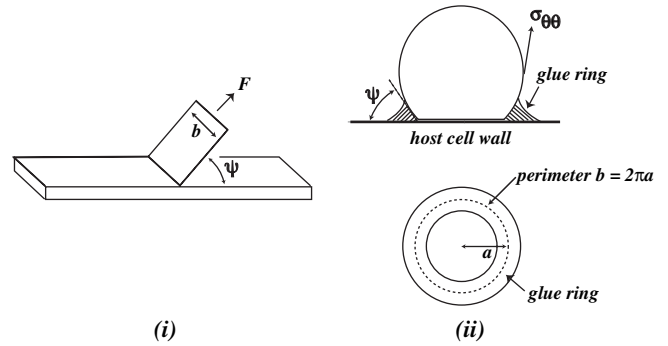 F
b
ψ
(i)
σθθ
glue ring
ψ
host cell wall
perimeter b = 2πa
a
glue ring
(ii)